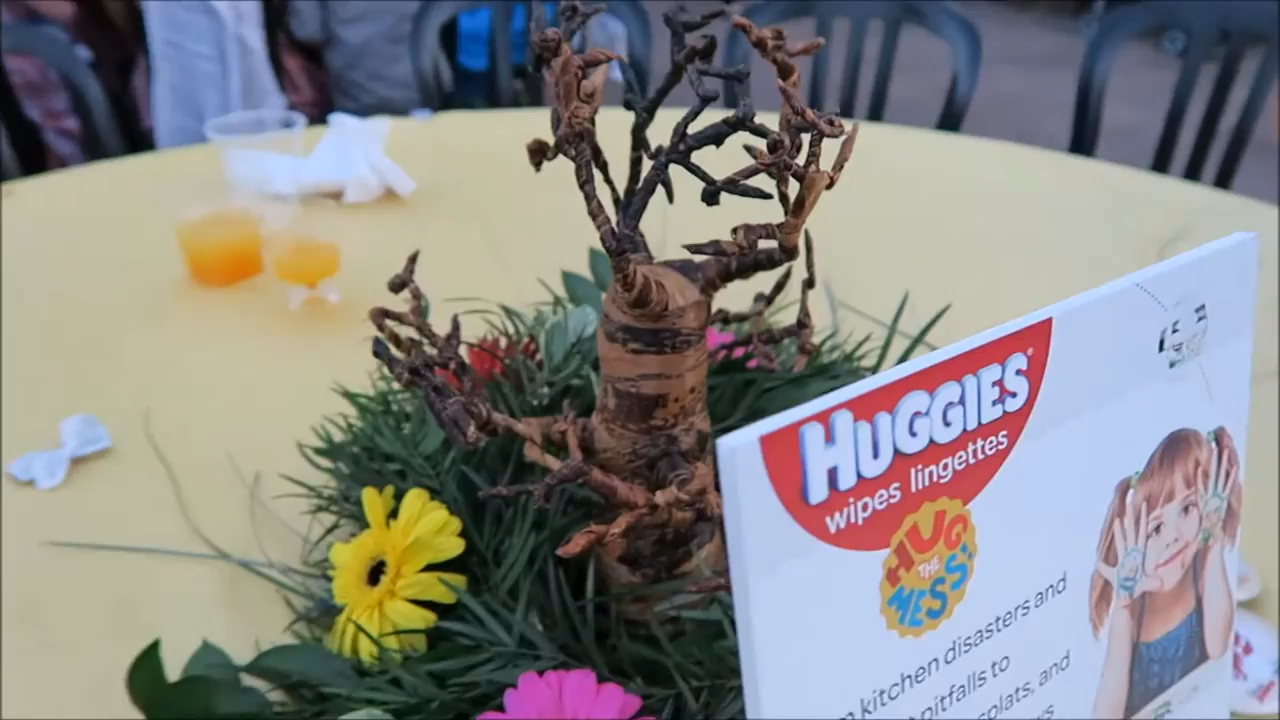 HUGGIES
wipes lingettes
HUG
THE
MESS
kitchen disasters and
pitfalls to
splats, and